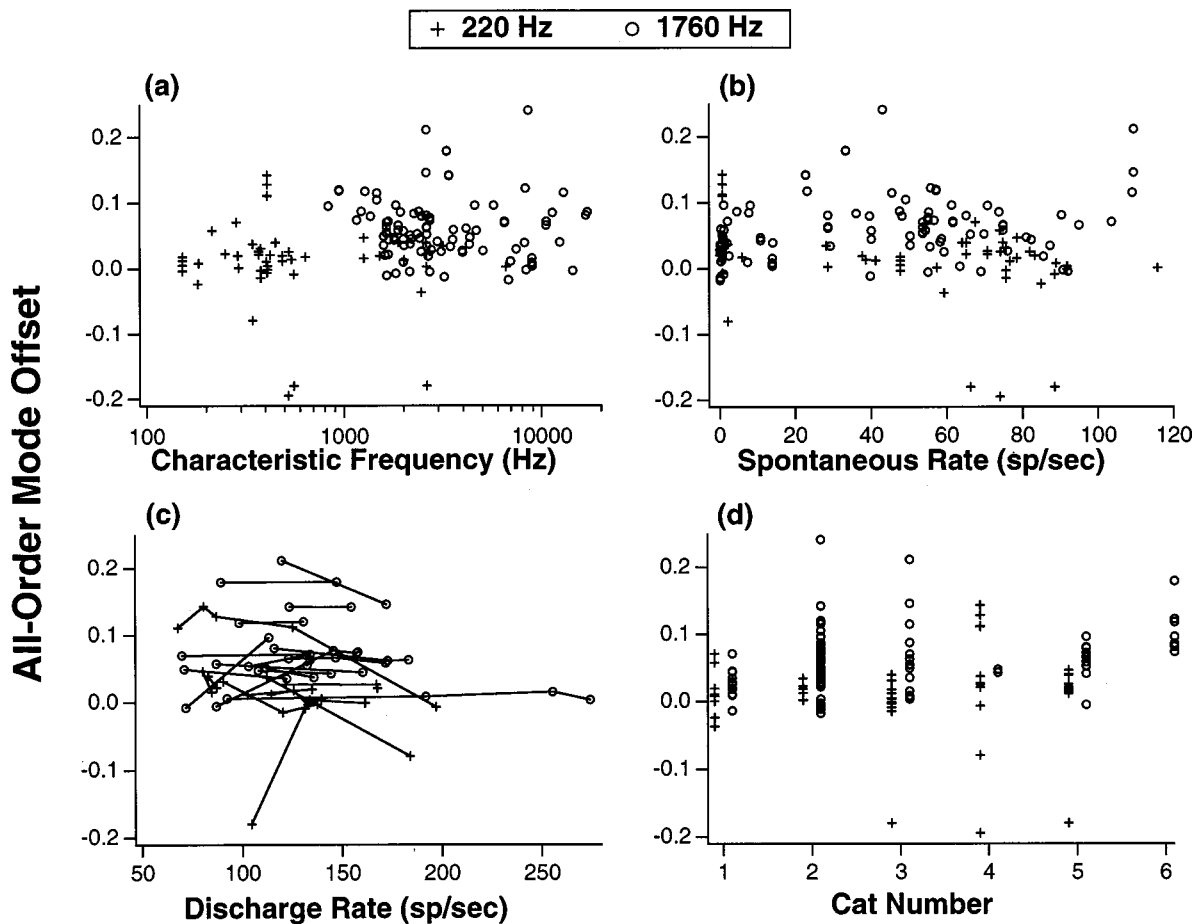 + 220 Hz o 1760 Hz
All-Order Mode Offset
(a)
0.2
0.1
0.0
-0.1
-0.2
100 1000 10000
Characteristic Frequency (Hz)
(b)
0.2
0.1
0.0
-0.1
-0.2
0 20 40 60 80 100 120
Spontaneous Rate (sp/sec)
(c)
0.2
0.1
0.0
-0.1
-0.2
50 100 150 200 250
Discharge Rate (sp/sec)
(d)
0.2
0.1
0.0
-0.1
-0.2
1 2 3 4 5 6
Cat Number